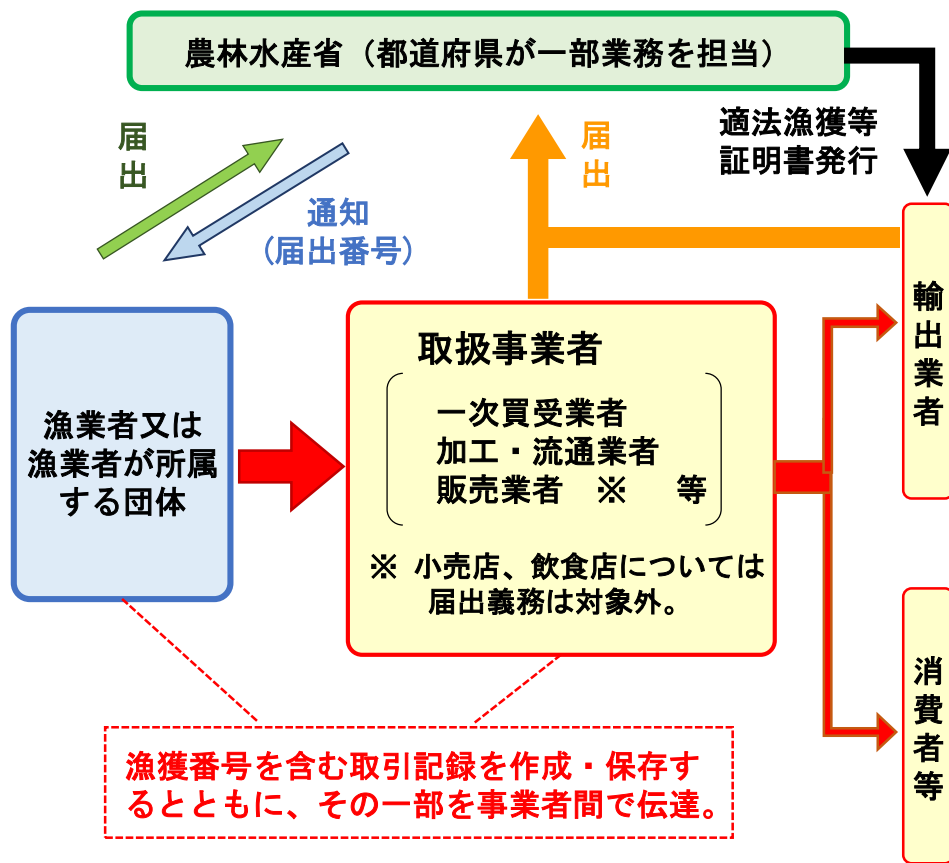 農林水産省（都道府県が一部業務を担当）
届出
通知
（届出番号）
届出
適法漁獲等
証明書発行
漁業者又は
漁業者が所属
する団体
取扱事業者
一次買受業者
加工・流通業者
販売業者　※　等
※ 小売店、飲食店については
届出義務は対象外。
輸出業者
消費者等
漁獲番号を含む取引記録を作成・保存す
るとともに、その一部を事業者間で伝達。